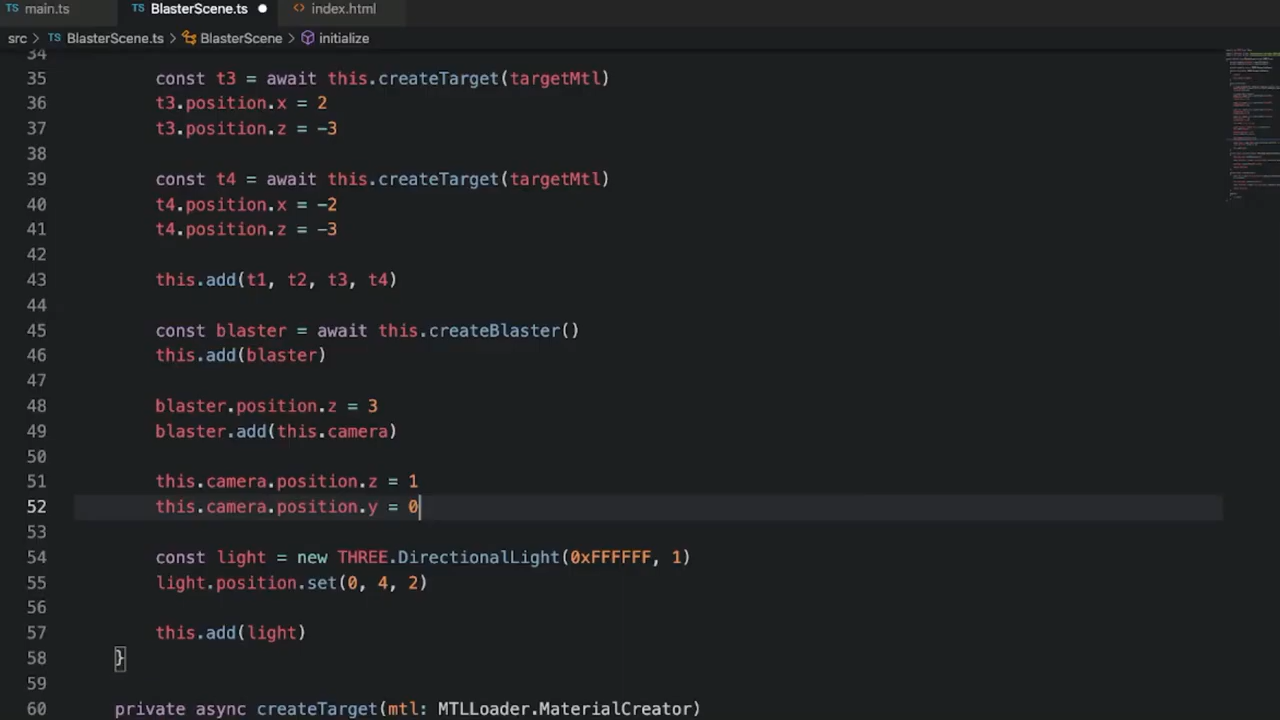 main.ts BlasterScene.ts index.html
src > BlasterScene.ts > BlasterScene > initialize
34
35 const t3 = await this.createTarget(targetMtl)
36 t3.position.x = 2
37 t3.position.z = -3
38
39 const t4 = await this.createTarget(targetMtl)
40 t4.position.x = -2
41 t4.position.z = -3
42
43 this.add(t1, t2, t3, t4)
44
45 const blaster = await this.createBlaster()
46 this.add(blaster)
47
48 blaster.position.z = 3
49 blaster.add(this.camera)
50
51 this.camera.position.z = 1
52 this.camera.position.y = 0
53
54 const light = new THREE.DirectionalLight(0xFFFFFF, 1)
55 light.position.set(0, 4, 2)
56
57 this.add(light)
58 }
59
60 private async createTarget(mtl: MTLLoader.MaterialCreator)